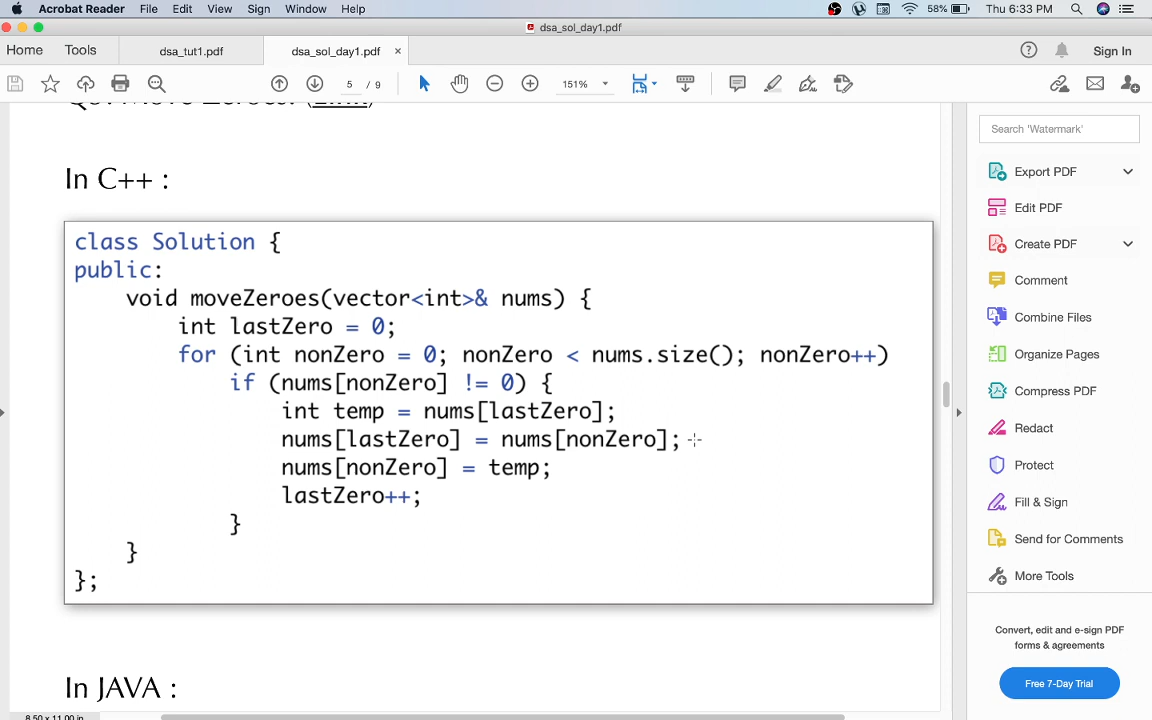 Acrobat Reader File Edit View Sign Window Help 58% Thu 6:33 PM
dsa_sol_day1.pdf
Home Tools dsa_tut1.pdf dsa_sol_day1.pdf × Sign In
5 / 9 151%
In C++ :
class Solution {
public:
    void moveZeroes(vector<int>& nums) {
        int lastZero = 0;
        for (int nonZero = 0; nonZero < nums.size(); nonZero++)
            if (nums[nonZero] != 0) {
                int temp = nums[lastZero];
                nums[lastZero] = nums[nonZero];
                nums[nonZero] = temp;
                lastZero++;
            }
    }
};
In JAVA :
8.50 x 11.00 in
Search 'Watermark'
Export PDF
Edit PDF
Create PDF
Comment
Combine Files
Organize Pages
Compress PDF
Redact
Protect
Fill & Sign
Send for Comments
More Tools
Convert, edit and e-sign PDF
forms & agreements
Free 7-Day Trial